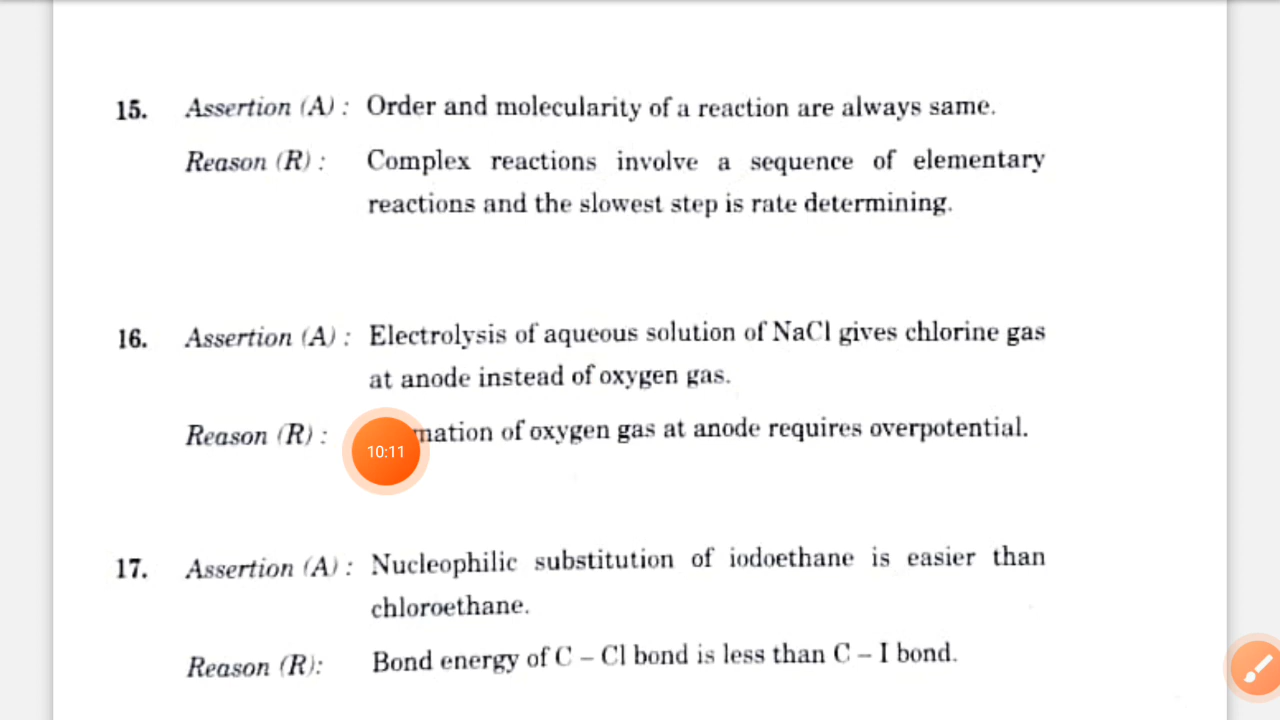 15. Assertion (A) : Order and molecularity of a reaction are always same.
Reason (R) : Complex reactions involve a sequence of elementary
reactions and the slowest step is rate determining.
16. Assertion (A) : Electrolysis of aqueous solution of NaCl gives chlorine gas
at anode instead of oxygen gas.
Reason (R) : mation of oxygen gas at anode requires overpotential.
10:11
17. Assertion (A) : Nucleophilic substitution of iodoethane is easier than
chloroethane.
Reason (R): Bond energy of C – Cl bond is less than C – I bond.